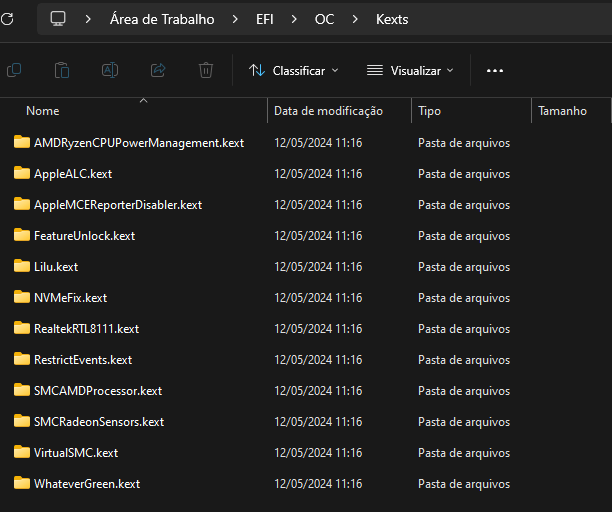 Área de Trabalho > EFI > OC > Kexts
Classificar Visualizar ...
Nome Data de modificação Tipo Tamanho
AMDRyzenCPUPowerManagement.kext 12/05/2024 11:16 Pasta de arquivos
AppleALC.kext 12/05/2024 11:16 Pasta de arquivos
AppleMCEReporterDisabler.kext 12/05/2024 11:16 Pasta de arquivos
FeatureUnlock.kext 12/05/2024 11:16 Pasta de arquivos
Lilu.kext 12/05/2024 11:16 Pasta de arquivos
NVMeFix.kext 12/05/2024 11:16 Pasta de arquivos
RealtekRTL8111.kext 12/05/2024 11:16 Pasta de arquivos
RestrictEvents.kext 12/05/2024 11:16 Pasta de arquivos
SMCAMDProcessor.kext 12/05/2024 11:16 Pasta de arquivos
SMCRadeonSensors.kext 12/05/2024 11:16 Pasta de arquivos
VirtualSMC.kext 12/05/2024 11:16 Pasta de arquivos
WhateverGreen.kext 12/05/2024 11:16 Pasta de arquivos